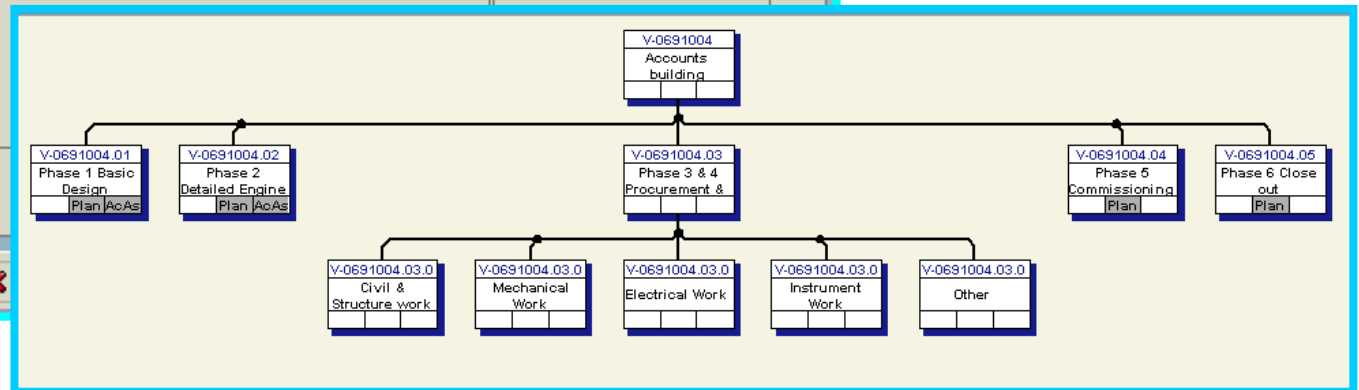 V-0691004
Accounts
building
V-0691004.01
Phase 1 Basic
Design
Plan AcAs
V-0691004.02
Phase 2
Detailed Engine
Plan AcAs
V-0691004.03
Phase 3 & 4
Procurement &
V-0691004.04
Phase 5
Commissioning
Plan
V-0691004.05
Phase 6 Close
out
Plan
V-0691004.03.0
Civil &
Structure work
V-0691004.03.0
Mechanical
Work
V-0691004.03.0
Electrical Work
V-0691004.03.0
Instrument
Work
V-0691004.03.0
Other